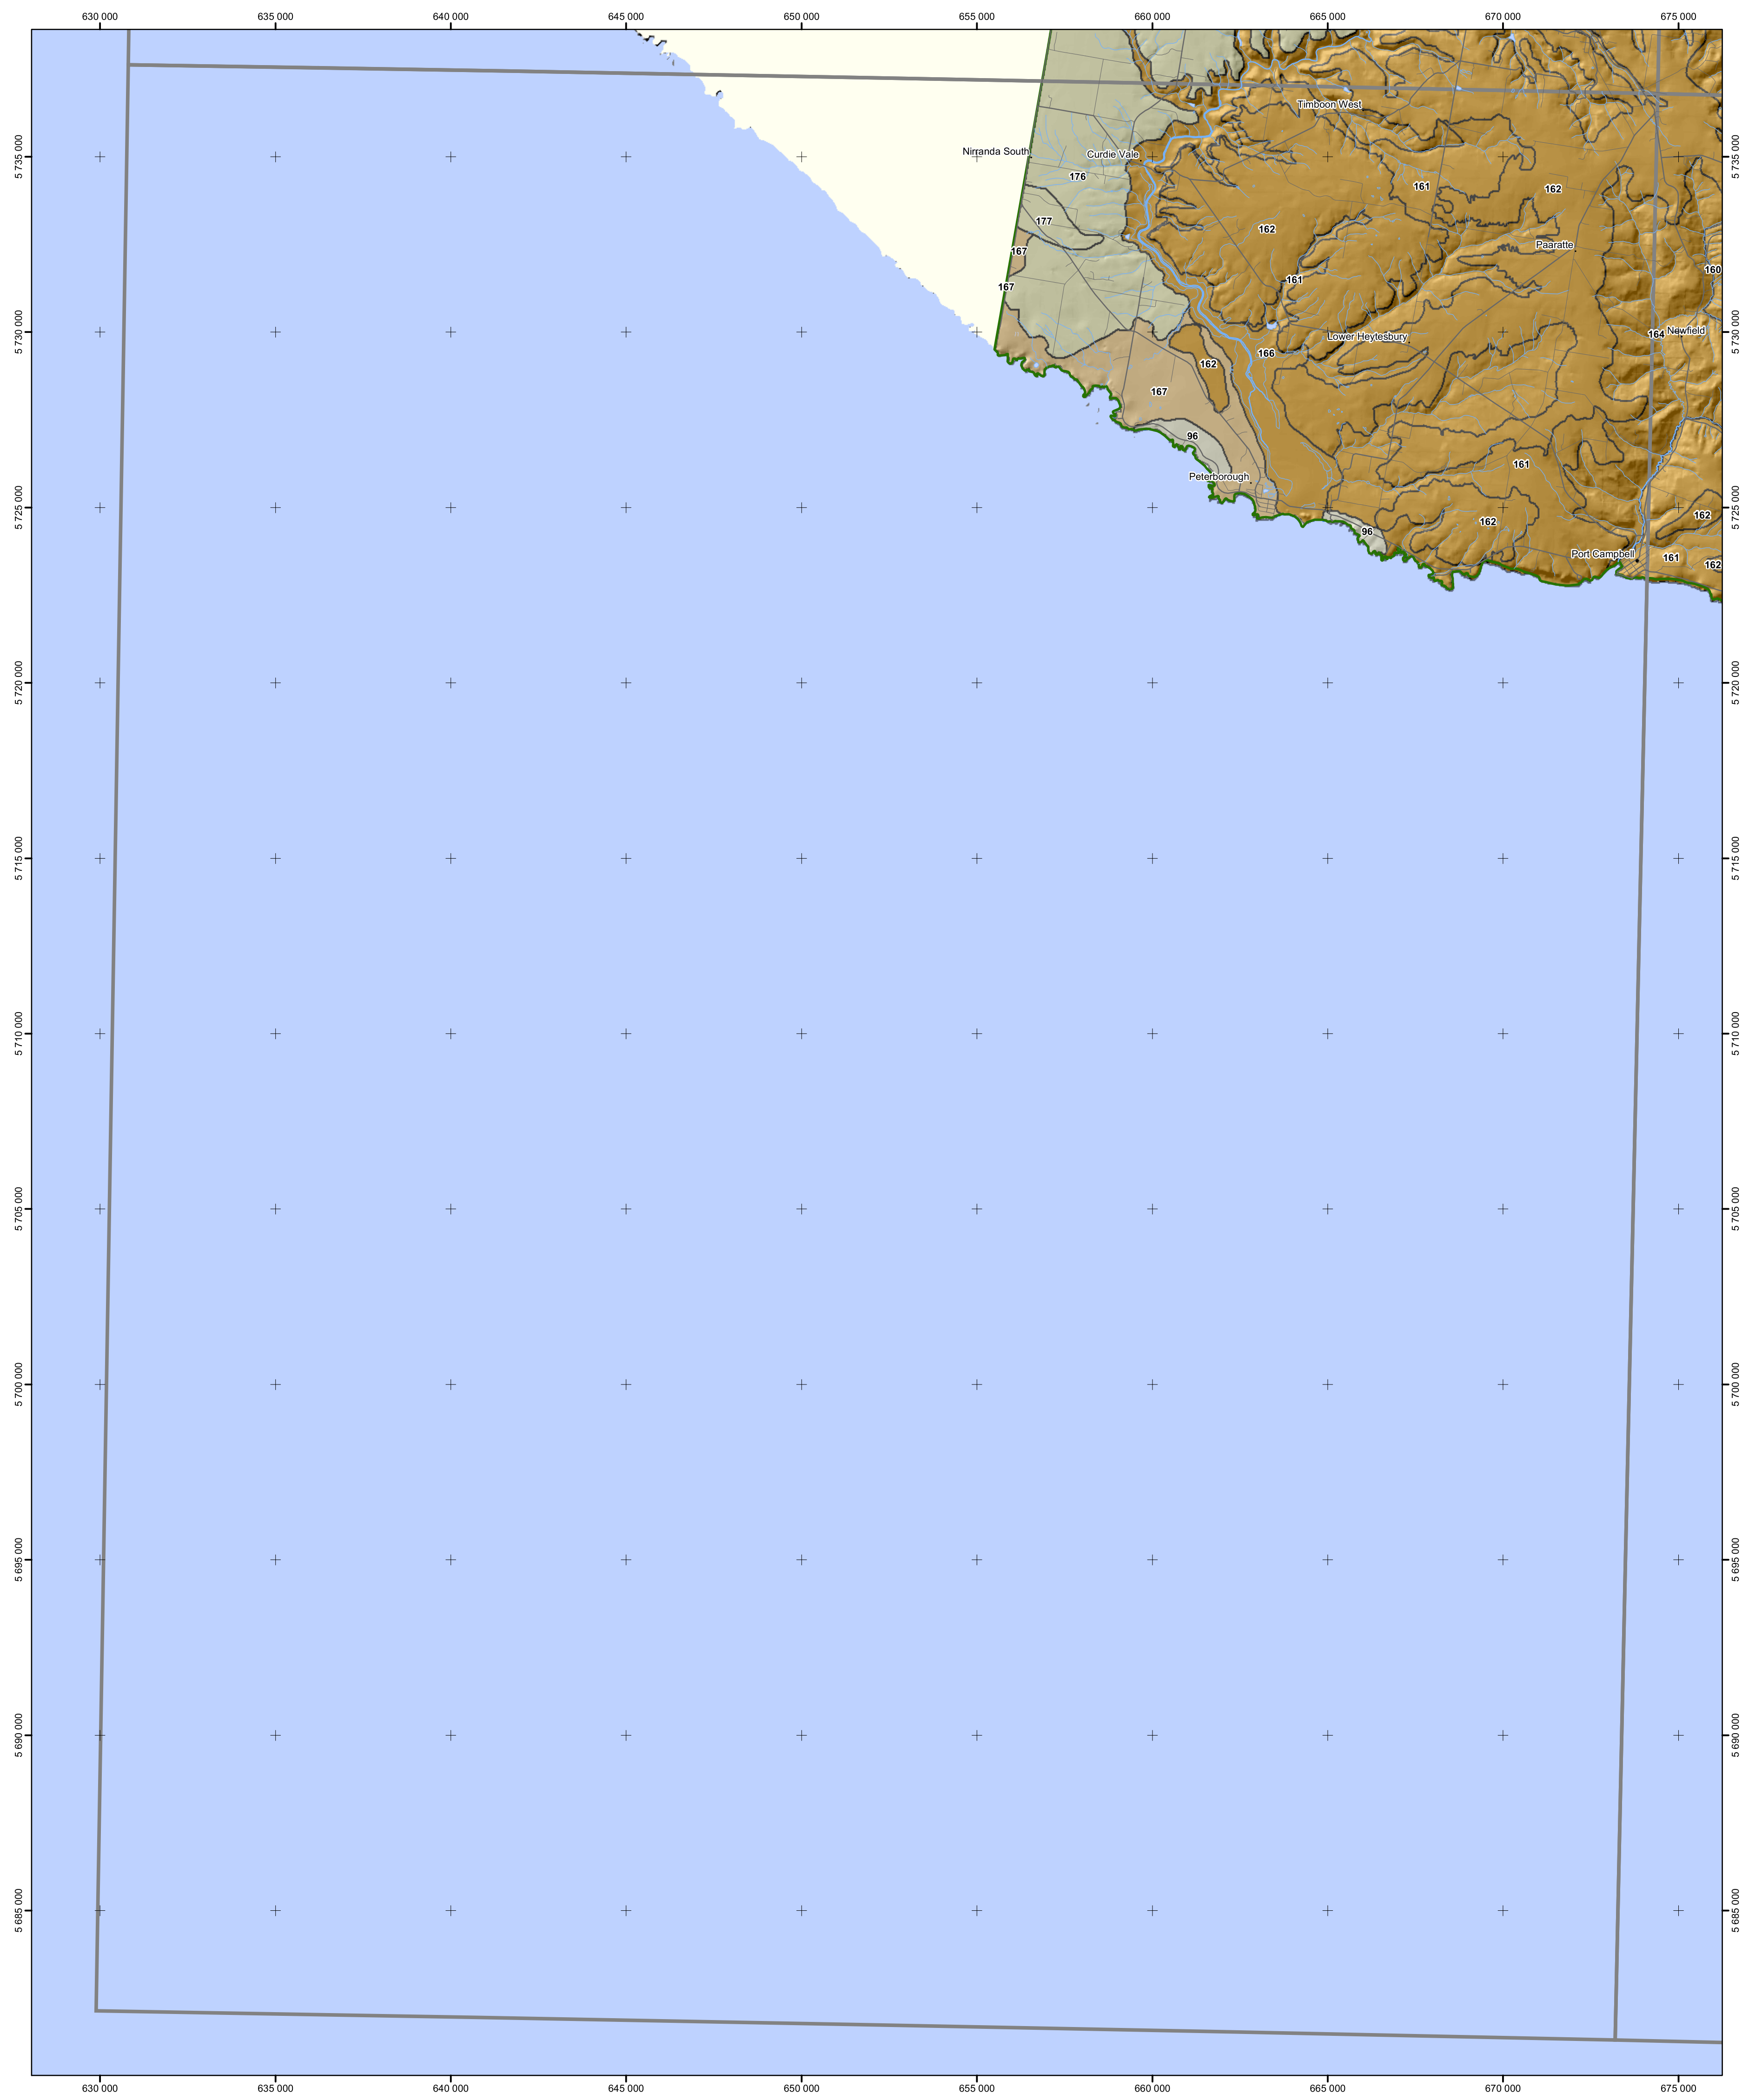 630 000 635 000 640 000 645 000 650 000 655 000 660 000 665 000 670 000 675 000
Timboon West
5 735 000
Nirranda South
Curdie Vale
5 735 000
176
161
162
177
162
Paaratte
167
160
161
167
5 730 000
164
Newfield
5 730 000
Lower Heytesbury
166
162
167
96
161
Peterborough
5 725 000
162
162
5 725 000
96
Port Campbell
161
162
5 720 000
5 720 000
5 715 000
5 715 000
5 710 000
5 710 000
5 705 000
5 705 000
5 700 000
5 700 000
5 695 000
5 695 000
5 690 000
5 690 000
5 685 000
5 685 000
630 000 635 000 640 000 645 000 650 000 655 000 660 000 665 000 670 000 675 000